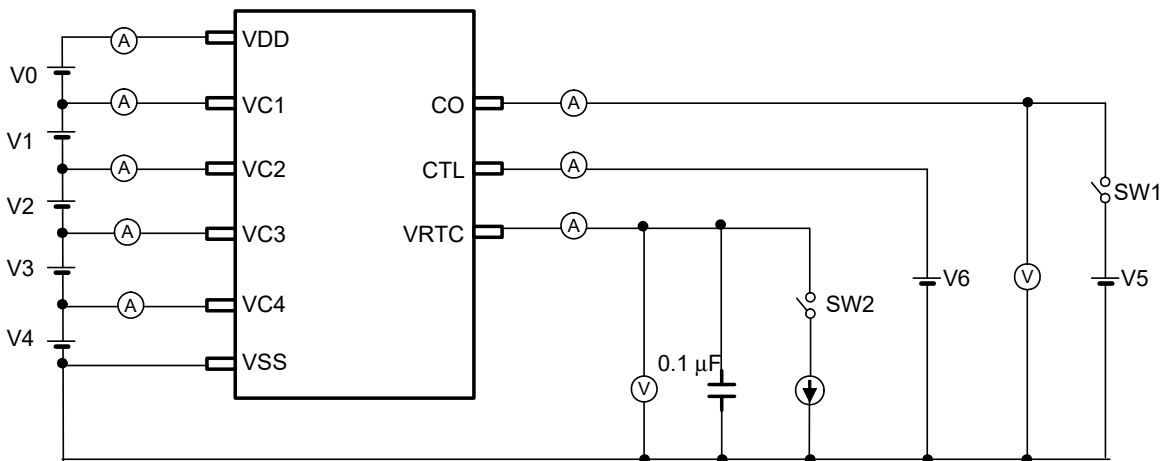 A
VDD
V0
A
VC1
CO
A
V1
A
VC2
CTL
A
SW1
V2
A
VC3
VRTC
A
V3
V6
V
V5
A
VC4
SW2
V4
VSS
0.1 μF
V